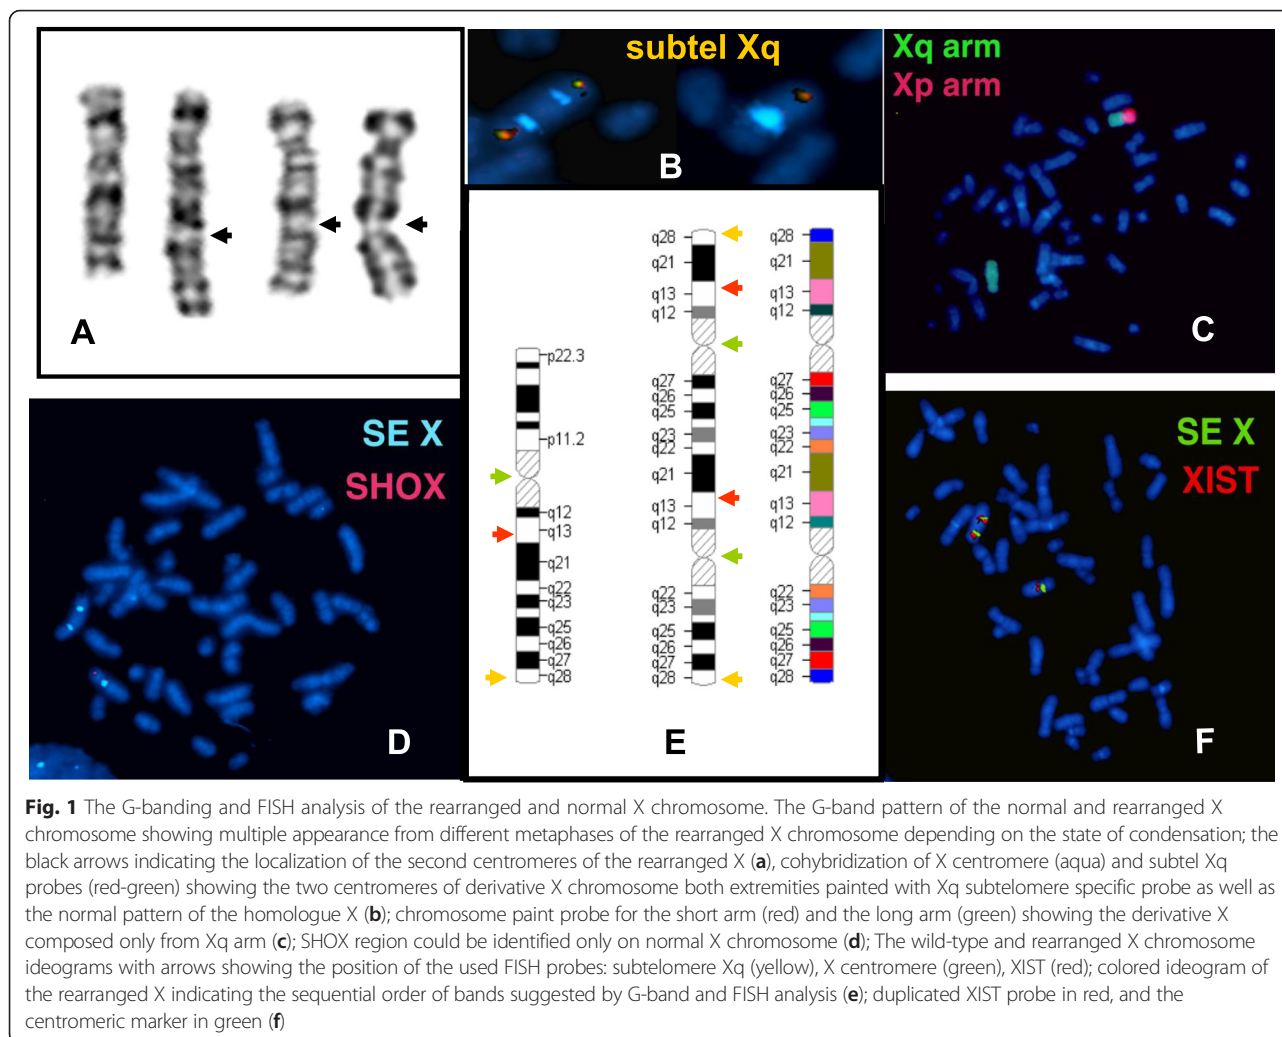 A
subtel Xq
B
Xq arm
Xp arm
C
SE X
SHOX
D
p22.3
p11.2
q12
q13
q21
q22
q23
q25
q26
q27
q28
q28
q21
q13
q12
q27
q26
q25
q23
q22
q21
q13
q12
q22
q23
q25
q26
q27
q28
q28
q21
q13
q12
q27
q26
q25
q23
q22
q21
q13
q12
q22
q23
q25
q26
q27
q28
E
SE X
XIST
F
Fig. 1 The G-banding and FISH analysis of the rearranged and normal X chromosome. The G-band pattern of the normal and rearranged X
chromosome showing multiple appearance from different metaphases of the rearranged X chromosome depending on the state of condensation; the
black arrows indicating the localization of the second centromeres of the rearranged X (a), cohybridization of X centromere (aqua) and subtel Xq
probes (red-green) showing the two centromeres of derivative X chromosome both extremities painted with Xq subtelomere specific probe as well as
the normal pattern of the homologue X (b); chromosome paint probe for the short arm (red) and the long arm (green) showing the derivative X
composed only from Xq arm (c); SHOX region could be identified only on normal X chromosome (d); The wild-type and rearranged X chromosome
ideograms with arrows showing the position of the used FISH probes: subtelomere Xq (yellow), X centromere (green), XIST (red); colored ideogram of
the rearranged X indicating the sequential order of bands suggested by G-band and FISH analysis (e); duplicated XIST probe in red, and the
centromeric marker in green (f)